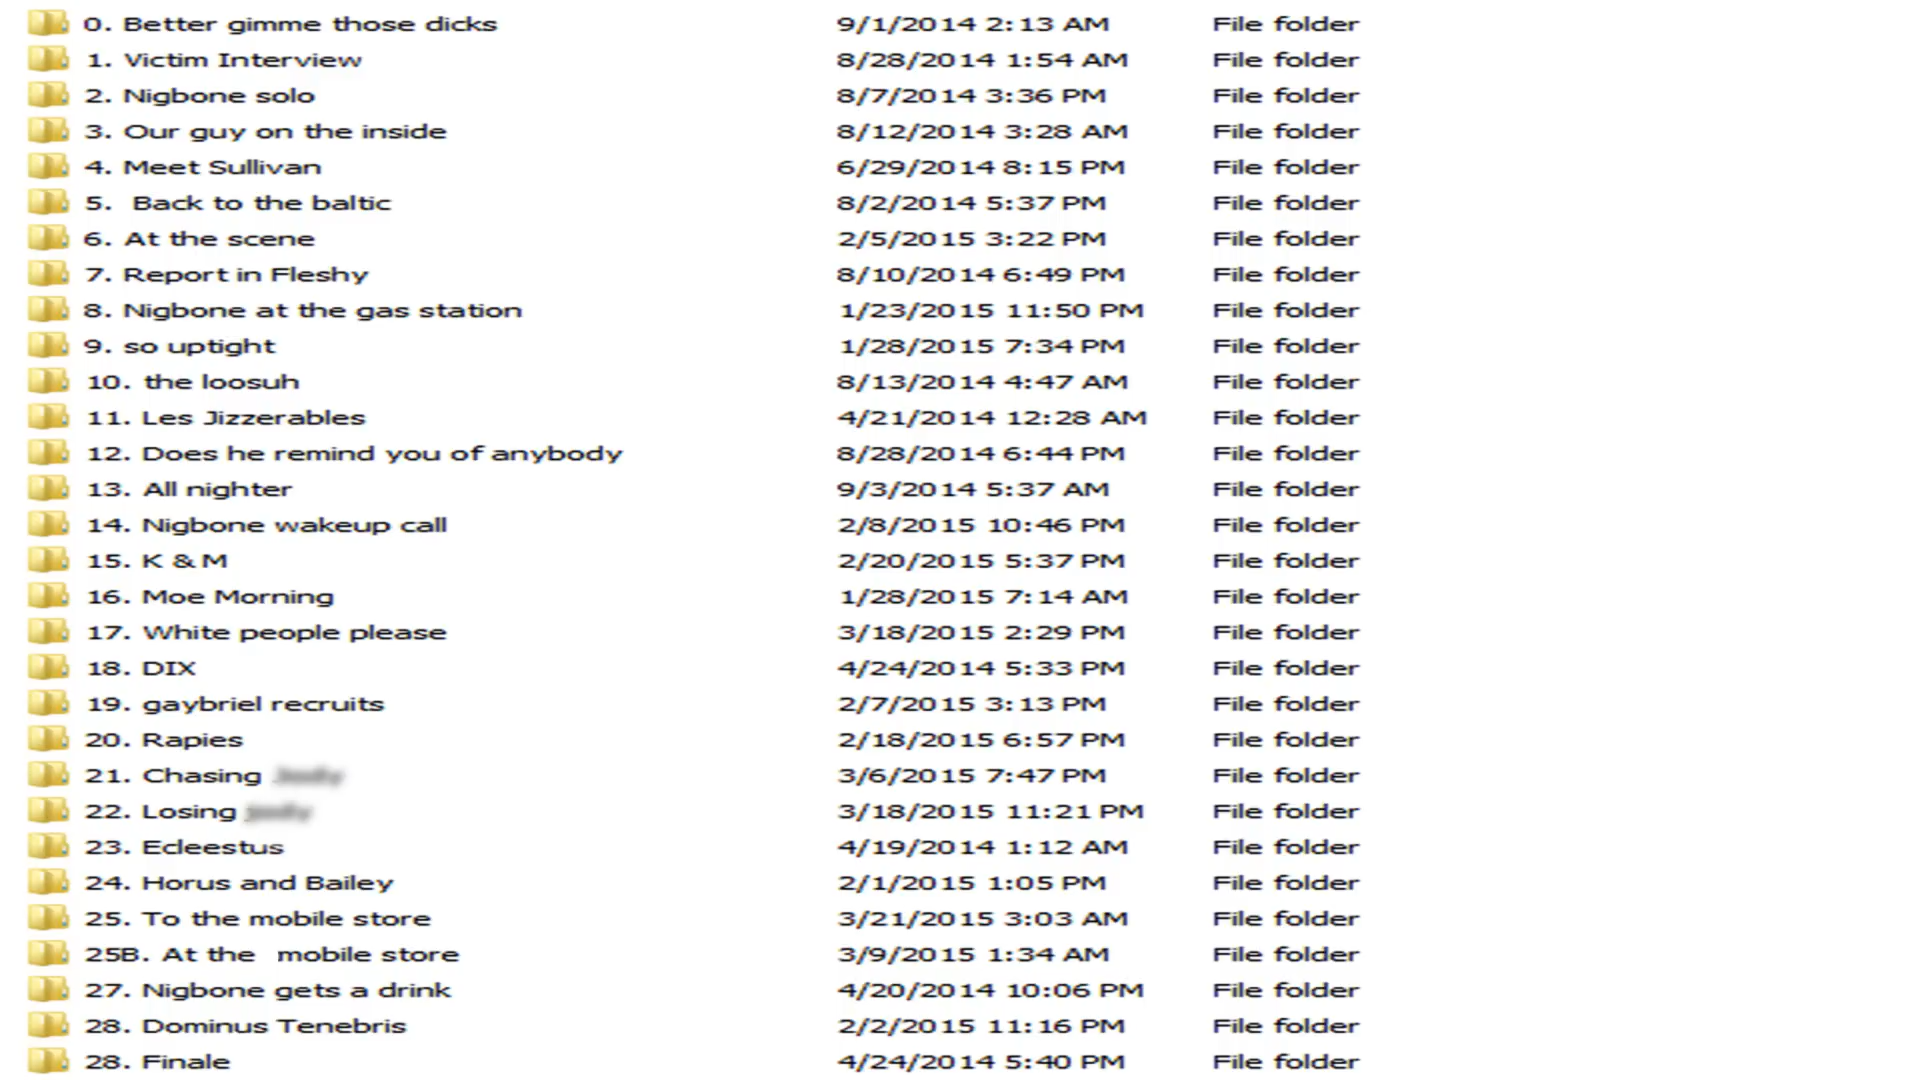 0. Better gimme those dicks 9/1/2014 2:13 AM File folder
1. Victim Interview 8/28/2014 1:54 AM File folder
2. Nigbone solo 8/7/2014 3:36 PM File folder
3. Our guy on the inside 8/12/2014 3:28 AM File folder
4. Meet Sullivan 6/29/2014 8:15 PM File folder
5.  Back to the baltic 8/2/2014 5:37 PM File folder
6. At the scene 2/5/2015 3:22 PM File folder
7. Report in Fleshy 8/10/2014 6:49 PM File folder
8. Nigbone at the gas station 1/23/2015 11:50 PM File folder
9. so uptight 1/28/2015 7:34 PM File folder
10. the loosuh 8/13/2014 4:47 AM File folder
11. Les Jizzerables 4/21/2014 12:28 AM File folder
12. Does he remind you of anybody 8/28/2014 6:44 PM File folder
13. All nighter 9/3/2014 5:37 AM File folder
14. Nigbone wakeup call 2/8/2015 10:46 PM File folder
15. K & M 2/20/2015 5:37 PM File folder
16. Moe Morning 1/28/2015 7:14 AM File folder
17. White people please 3/18/2015 2:29 PM File folder
18. DIX 4/24/2014 5:33 PM File folder
19. gaybriel recruits 2/7/2015 3:13 PM File folder
20. Rapies 2/18/2015 6:57 PM File folder
21. Chasing 3/6/2015 7:47 PM File folder
22. Losing 3/18/2015 11:21 PM File folder
23. Ecleestus 4/19/2014 1:12 AM File folder
24. Horus and Bailey 2/1/2015 1:05 PM File folder
25. To the mobile store 3/21/2015 3:03 AM File folder
25B. At the  mobile store 3/9/2015 1:34 AM File folder
27. Nigbone gets a drink 4/20/2014 10:06 PM File folder
28. Dominus Tenebris 2/2/2015 11:16 PM File folder
28. Finale 4/24/2014 5:40 PM File folder